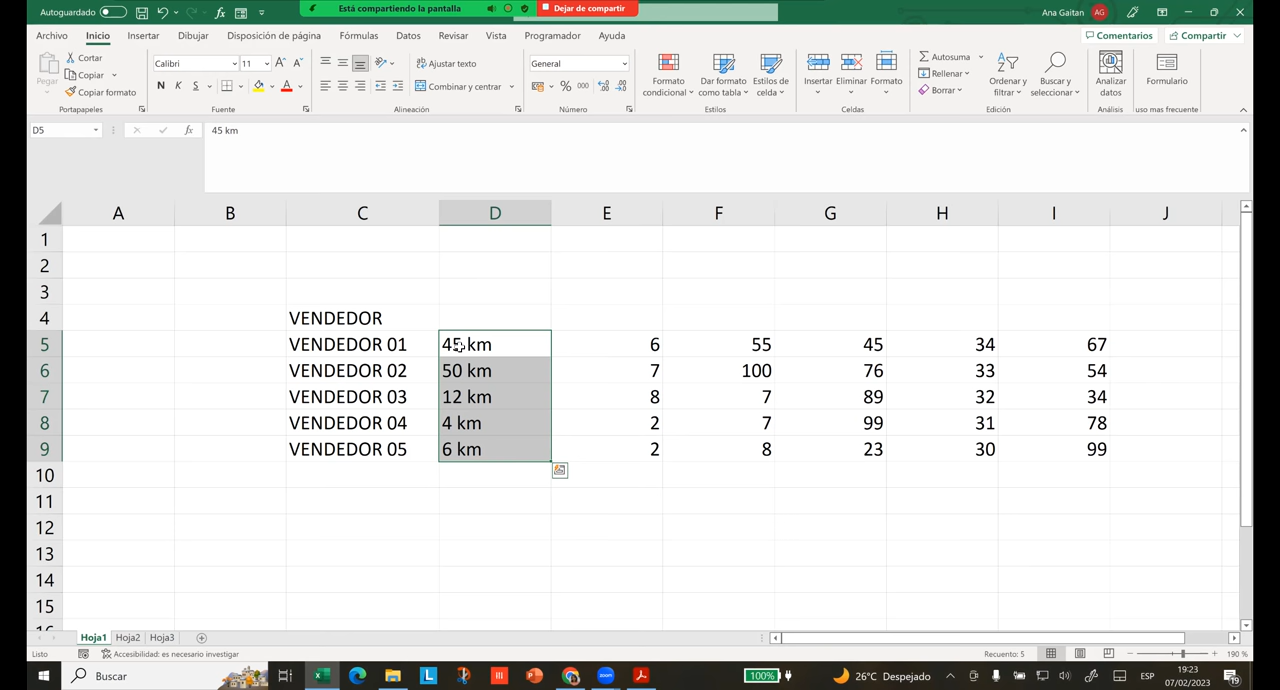 Autoguardado
Está compartiendo la pantalla
Dejar de compartir
Ana Gaitan AG
Archivo Inicio Insertar Dibujar Disposición de página Fórmulas Datos Revisar Vista Programador Ayuda
Comentarios Compartir
Pegar
Cortar
Copiar
Copiar formato
Portapapeles
Calibri 11
N K S
Fuente
Ajustar texto
Combinar y centrar
Alineación
General
% 000
Número
Formato condicional
Dar formato como tabla
Estilos de celda
Estilos
Insertar Eliminar Formato
Celdas
Autosuma
Rellenar
Borrar
Ordenar y filtrar
Buscar y seleccionar
Edición
Analizar datos
Análisis
Formulario
uso mas frecuente
D5 fx 45 km
A B C D E F G H I J
1
2
3
4 VENDEDOR
5 VENDEDOR 01 45 km 6 55 45 34 67
6 VENDEDOR 02 50 km 7 100 76 33 54
7 VENDEDOR 03 12 km 8 7 89 32 34
8 VENDEDOR 04 4 km 2 7 99 31 78
9 VENDEDOR 05 6 km 2 8 23 30 99
10
11
12
13
14
15
16
Hoja1 Hoja2 Hoja3
Listo Accesibilidad: es necesario investigar Recuento: 5 190 %
Buscar
100%
26°C Despejado
ESP
19:23
07/02/2023
19